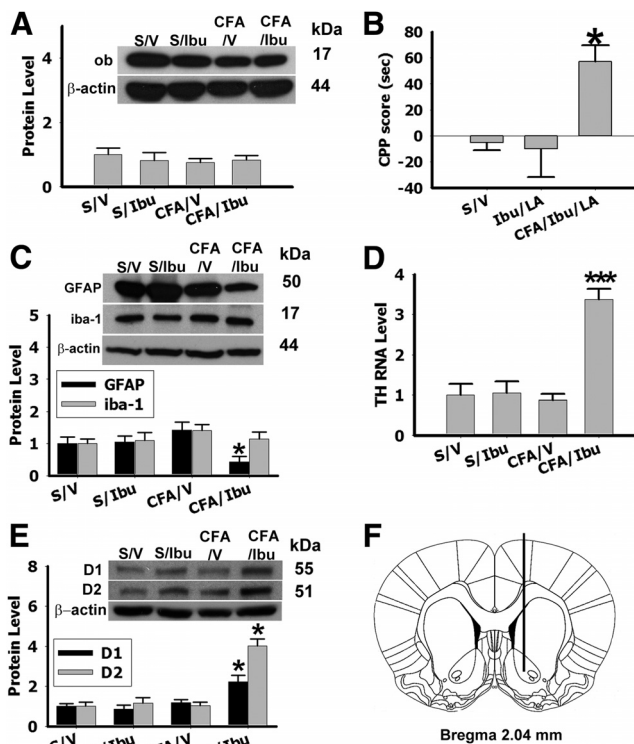 A
S/V S/Ibu CFA/V CFA/Ibu kDa
ob 17
β-actin 44
Protein Level
4
2
0
S/V S/Ibu CFA/V CFA/Ibu
B
CPP score (sec)
80
60
40
20
0
-20
-40
*
S/V Ibu/LA CFA/Ibu/LA
C
S/V S/Ibu CFA/V CFA/Ibu kDa
GFAP 50
iba-1 17
β-actin 44
Protein Level
5
4
3
2
1
0
GFAP
iba-1
*
S/V S/Ibu CFA/V CFA/Ibu
D
TH RNA Level
4
3
2
1
0
***
S/V S/Ibu CFA/V CFA/Ibu
E
S/V S/Ibu CFA/V CFA/Ibu kDa
D1 55
D2 51
β-actin
Protein Level
8
6
4
2
0
D1
D2
* *
S/V S/Ibu CFA/V CFA/Ibu
F
Bregma 2.04 mm